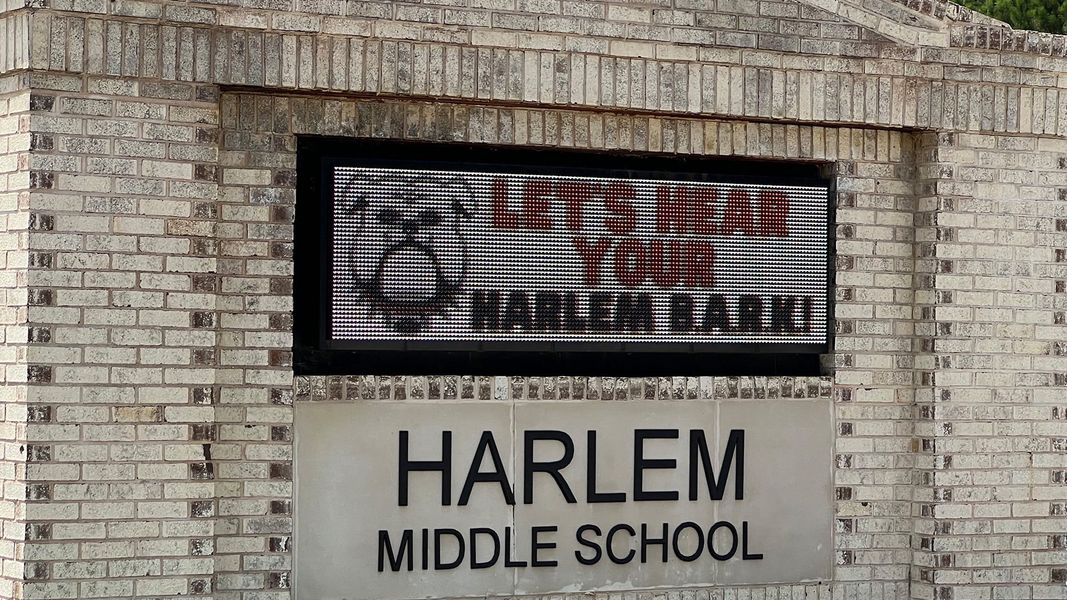 LET'S HEAR
YOUR
HARLEM BARK!
HARLEM
MIDDLE SCHOOL